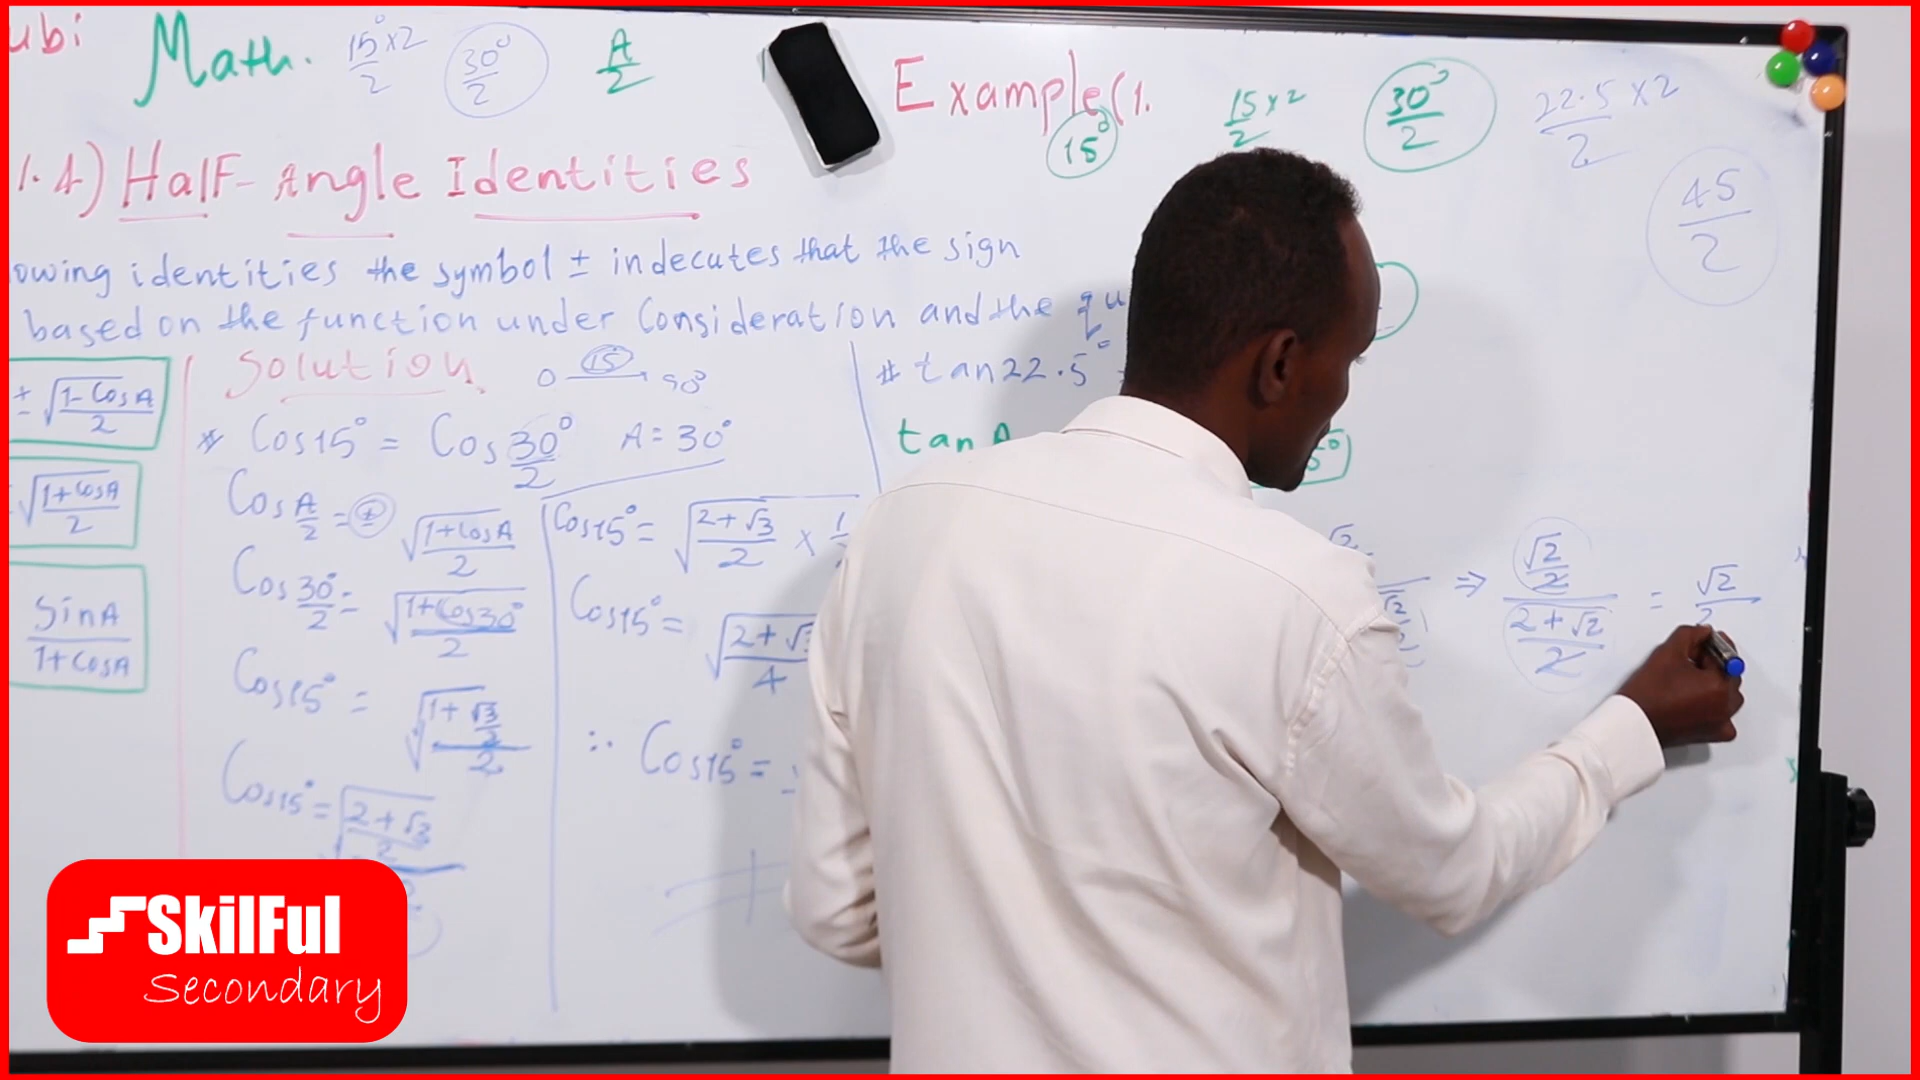 ubi Math. 15°×2/2 30°/2 A/2
1.4) Half-Angle Identities
owing identities the symbol ± indecutes that the sign
based on the function under Consideration and the qu
± √(1-CosA)/2
√(1+CosA)/2
SinA/1+CosA
Solution 0 15 90°
* Cos15° = Cos 30°/2 A = 30°
Cos A/2 = ± √(1+CosA)/2
Cos 30°/2 = √(1+Cos30°)/2
Cos15° = √(1+√3/2)/2
Cos15° = √(2+√3/2)/2
Cos15° = √(2+√3)/2 × 1/
Cos15° = √(2+√3)/4
∴ Cos15° =
Example(1.
15° 15×2/2 30°/2 22.5×2/2
45/2
# tan22.5°
tan A
⇒ √2/2 / 2+√2/2 = √2/2
SkilFul
Secondary